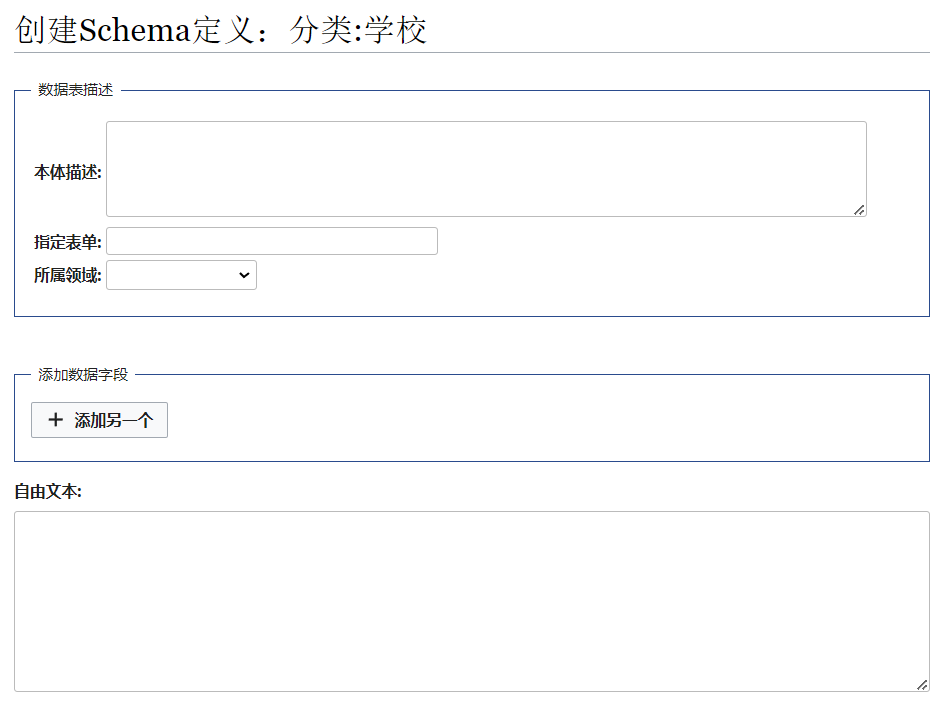 创建Schema定义：分类:学校
数据表描述
本体描述:
指定表单:
所属领域:
添加数据字段
+ 添加另一个
自由文本: